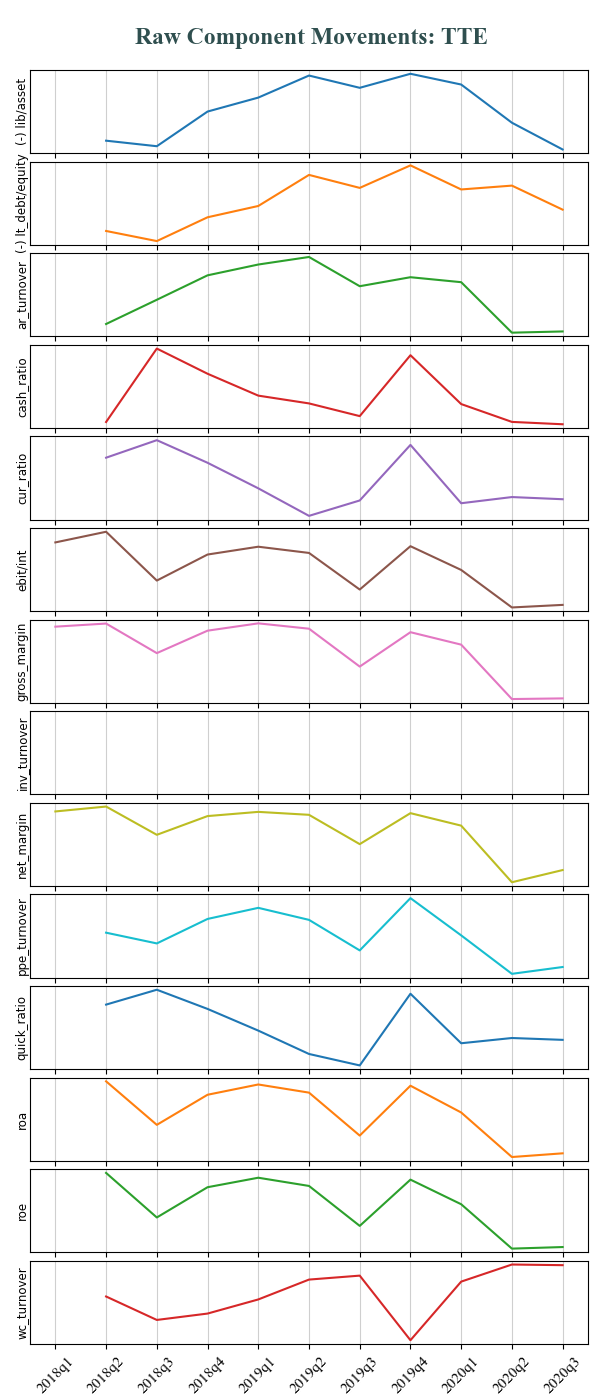 Raw Component Movements: TTE
(-) lib/asset
(-) lt_debt/equity
ar_turnover
cash_ratio
cur_ratio
ebit/int
gross_margin
inv_turnover
net_margin
ppe_turnover
quick_ratio
roa
roe
wc_turnover
2018q1 2018q2 2018q3 2018q4 2019q1 2019q2 2019q3 2019q4 2020q1 2020q2 2020q3